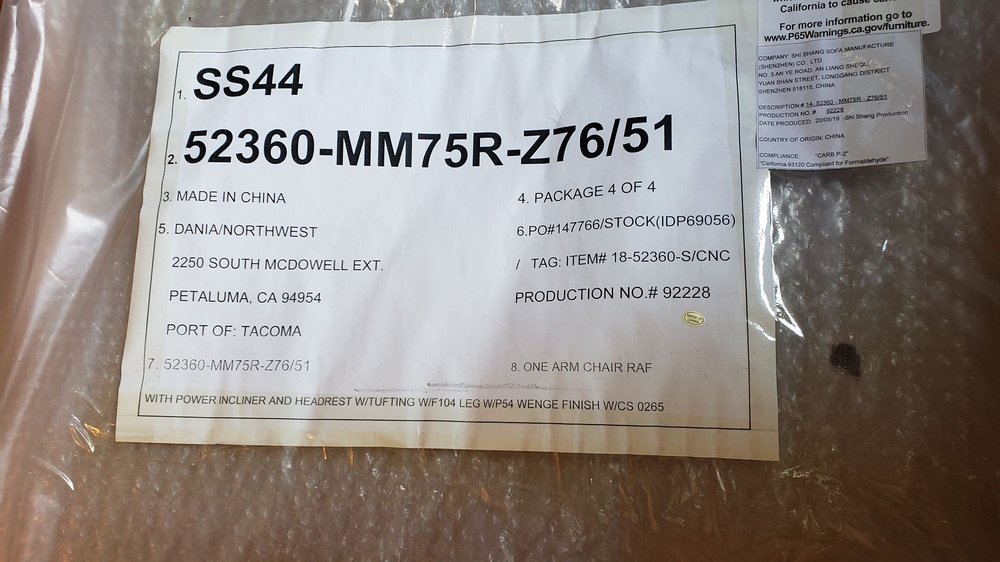 1. SS44
2. 52360-MM75R-Z76/51
3. MADE IN CHINA
4. PACKAGE 4 OF 4
5. DANIA/NORTHWEST
6.PO#147766/STOCK(IDP69056)
2250 SOUTH MCDOWELL EXT.
/ TAG: ITEM# 18-52360-S/CNC
PETALUMA, CA 94954
PRODUCTION NO.# 92228
PORT OF: TACOMA
MADE IN CHINA
7. 52360-MM75R-Z76/51
8. ONE ARM CHAIR RAF
WITH POWER INCLINER AND HEADREST W/TUFTING W/F104 LEG W/P54 WENGE FINISH W/CS 0265
California to cause
For more information go to
www.P65Warnings.ca.gov/furniture.
COMPANY: SHI SHANG SOFA MANUFACTURE
(SHENZHEN) CO., LTD
NO. 3 AN YE ROAD, AN LIANG SHEQU,
YUAN SHAN STREET, LONGGANG DISTRICT
SHENZHEN 518115, CHINA
DESCRIPTION # 14- 52360 - MM75R - Z76/51
PRODUCTION NO.# 92228
DATE PRODUCED: 20/05/19 -Shi Shang Production
COUNTRY OF ORIGIN: CHINA
COMPLIANCE: "CARB P-2"
"California 93120 Compliant for Formaldehyde"